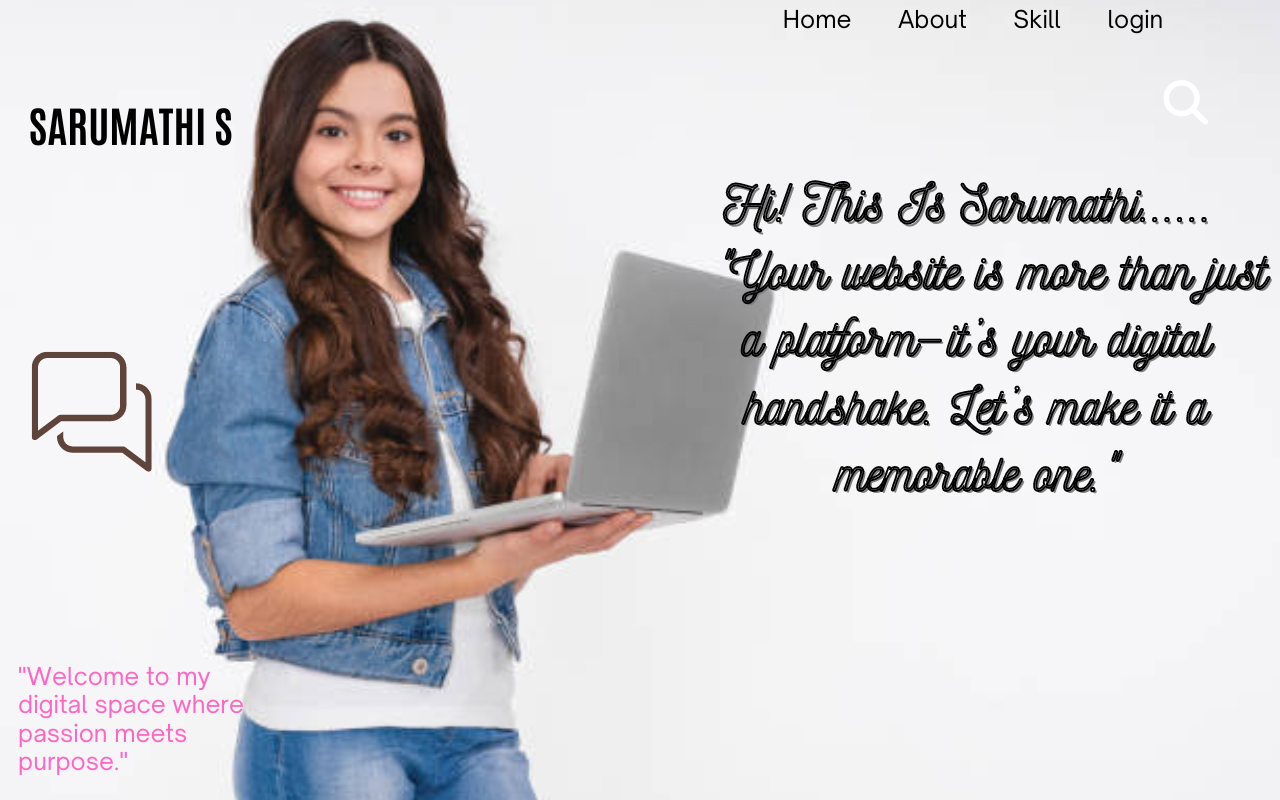 Home About Skill login
SARUMATHI S
Hi! This Is Sarumathi......
"Your website is more than just
a platform—it's your digital
handshake. Let's make it a
memorable one."
"Welcome to my
digital space where
passion meets
purpose."